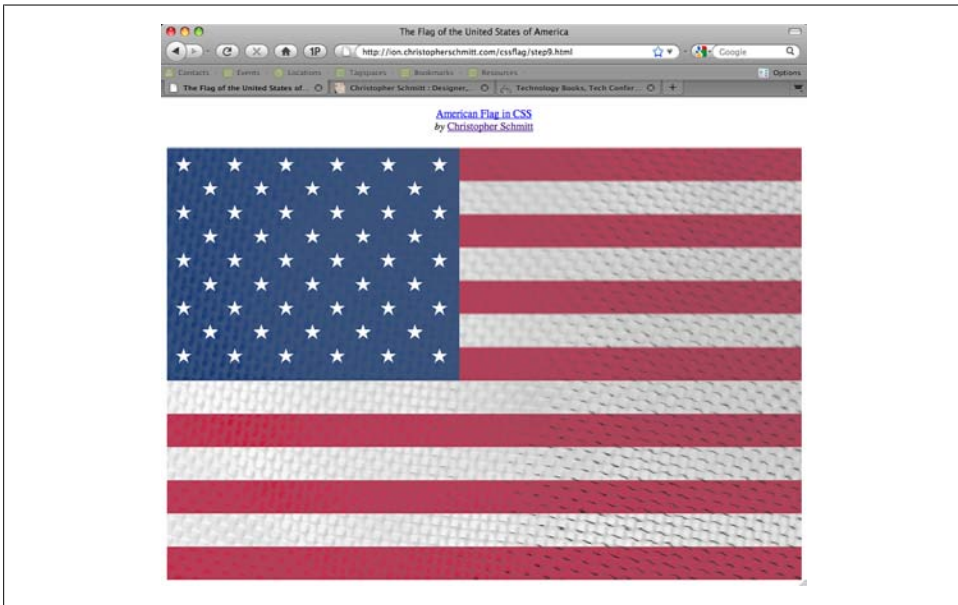 The Flag of the United States of America
1P http://ion.christopherschmitt.com/cssflag/step9.html Google
Contacts Events Locations Tagspaces Bookmarks Resources Options
The Flag of the United States of... Christopher Schmitt : Designer,... Technology Books, Tech Confer...
American Flag in CSS
by Christopher Schmitt